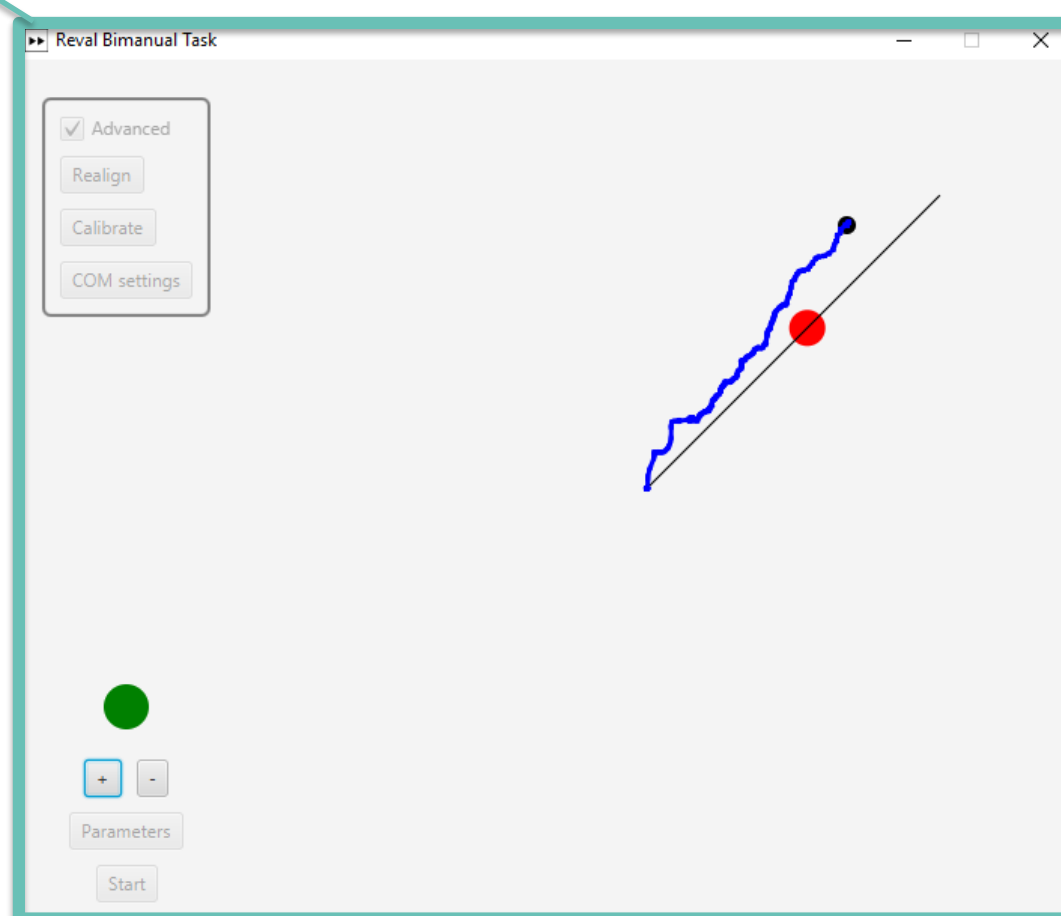 Reval Bimanual Task
Advanced
Realign
Calibrate
COM settings
+ -
Parameters
Start